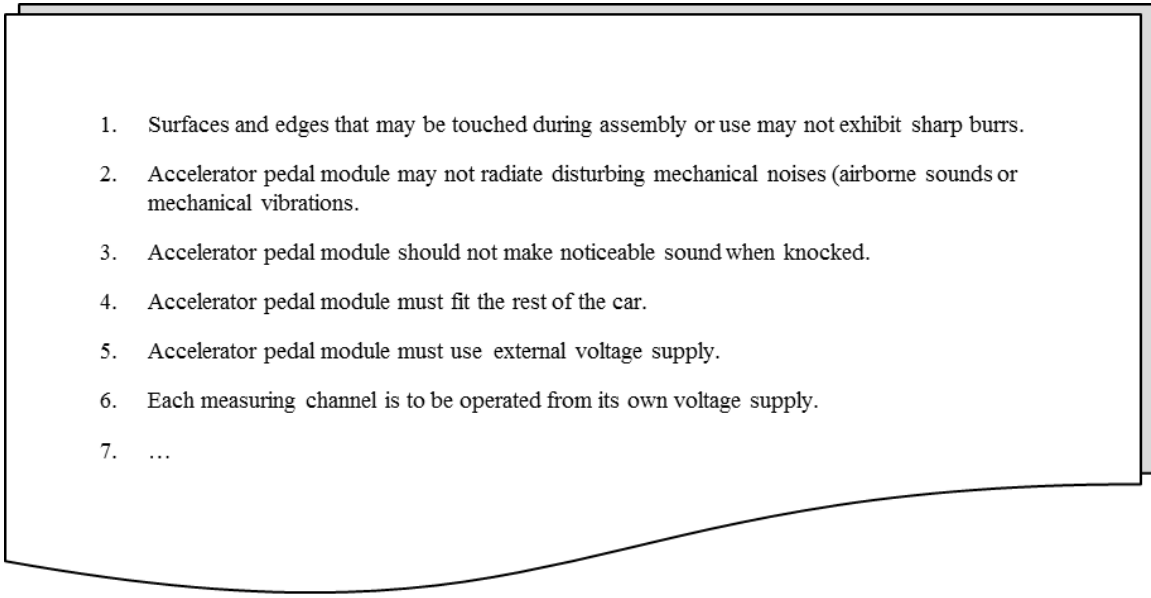 1. Surfaces and edges that may be touched during assembly or use may not exhibit sharp burrs.
2. Accelerator pedal module may not radiate disturbing mechanical noises (airborne sounds or
mechanical vibrations.
3. Accelerator pedal module should not make noticeable sound when knocked.
4. Accelerator pedal module must fit the rest of the car.
5. Accelerator pedal module must use external voltage supply.
6. Each measuring channel is to be operated from its own voltage supply.
7. …